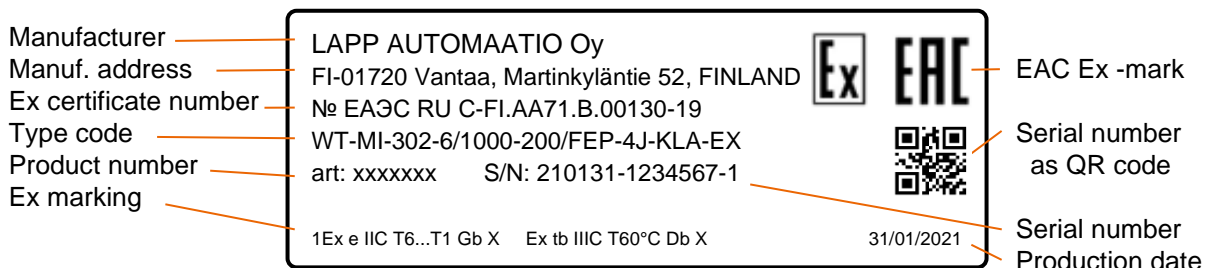 Manufacturer
Manuf. address
Ex certificate number
Type code
Product number
Ex marking
LAPP AUTOMAATIO Oy
FI-01720 Vantaa, Martinkyläntie 52, FINLAND
№ ЕАЭС RU C-FI.AA71.B.00130-19
WT-MI-302-6/1000-200/FEP-4J-KLA-EX
art: xxxxxxx S/N: 210131-1234567-1
1Ex e IIC T6...T1 Gb X Ex tb IIIC T60°C Db X 31/01/2021
Ex EAC
EAC Ex -mark
Serial number
as QR code
Serial number
Production date